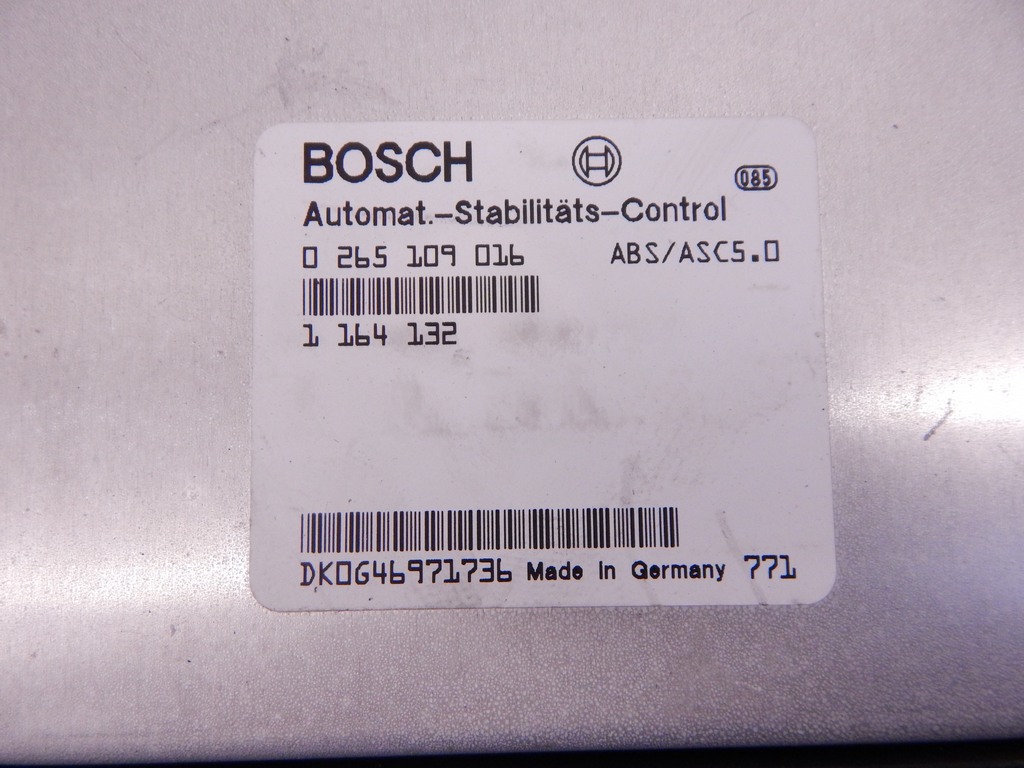 BOSCH
085
Automat.-Stabilitäts-Control
0 265 109 016 ABS/ASC5.0
1 164 132
DK0G46971736 Made in Germany 771